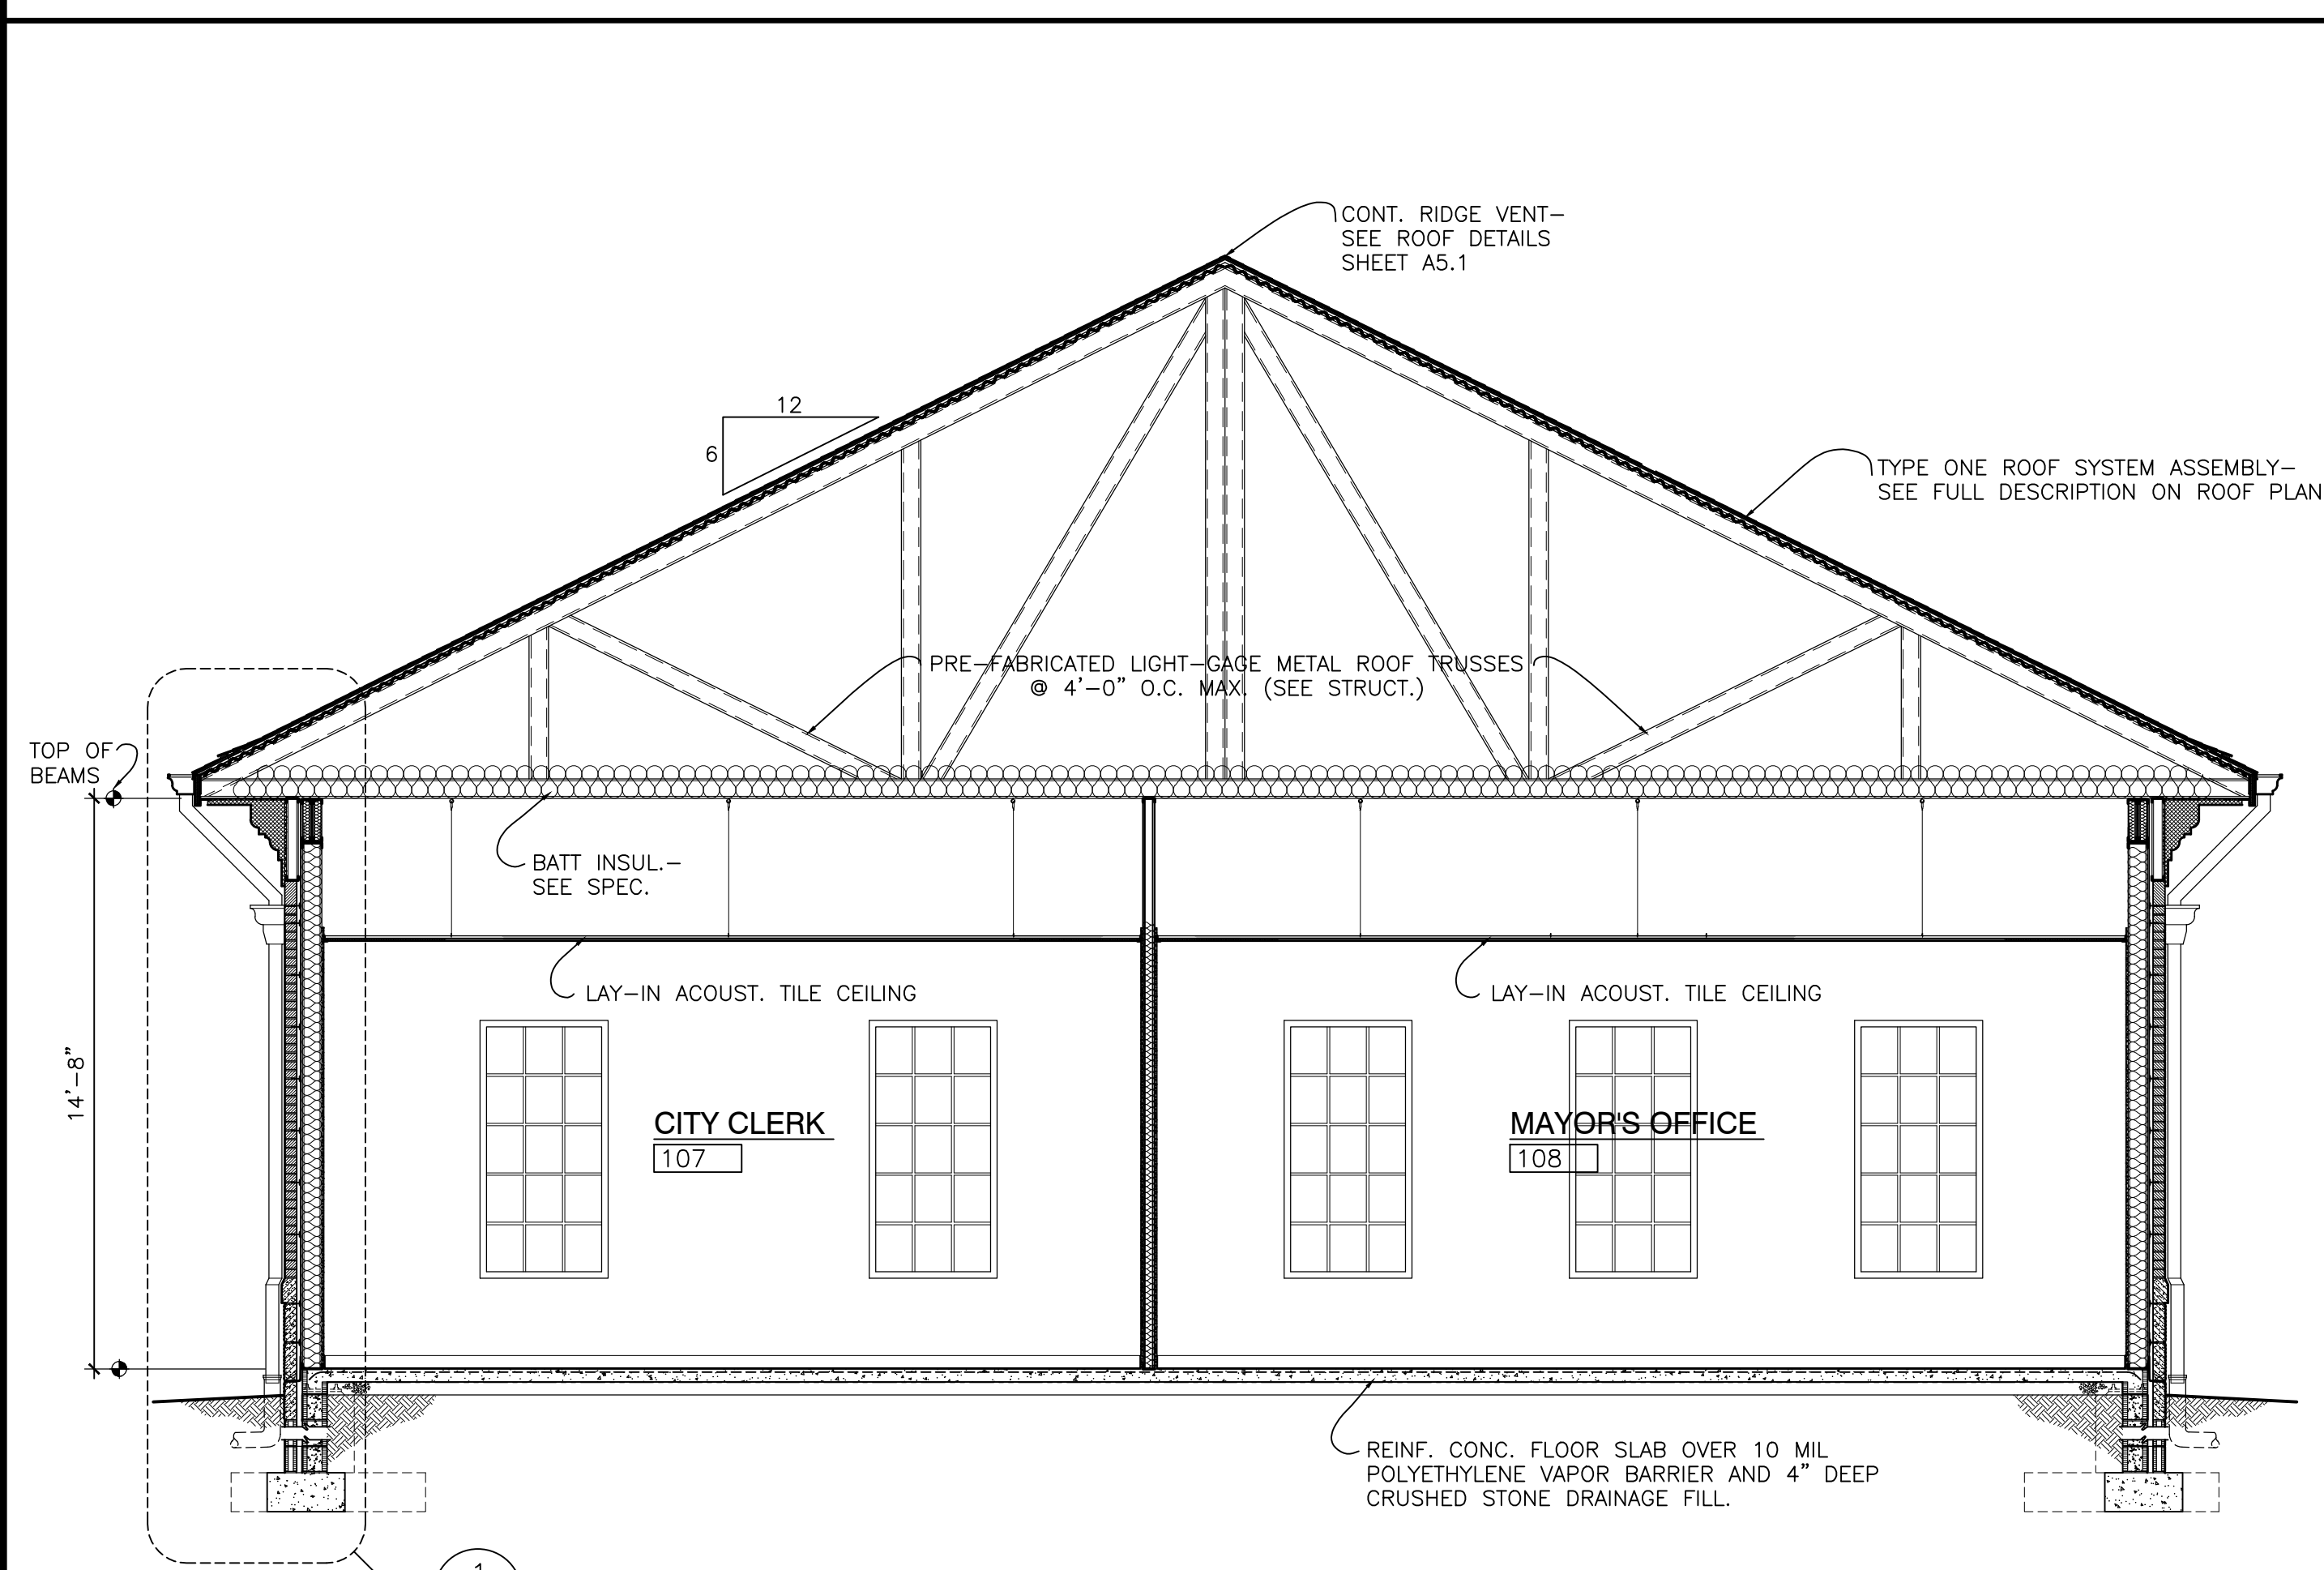 CONT. RIDGE VENT–
SEE ROOF DETAILS
SHEET A5.1
12
6
TYPE ONE ROOF SYSTEM ASSEMBLY–
SEE FULL DESCRIPTION ON ROOF PLAN
PRE–FABRICATED LIGHT–GAGE METAL ROOF TRUSSES
@ 4'–0" O.C. MAX. (SEE STRUCT.)
TOP OF
BEAMS
BATT INSUL.–
SEE SPEC.
LAY–IN ACOUST. TILE CEILING
LAY–IN ACOUST. TILE CEILING
14'–8"
CITY CLERK
107
MAYOR'S OFFICE
108
REINF. CONC. FLOOR SLAB OVER 10 MIL
POLYETHYLENE VAPOR BARRIER AND 4" DEEP
CRUSHED STONE DRAINAGE FILL.
1